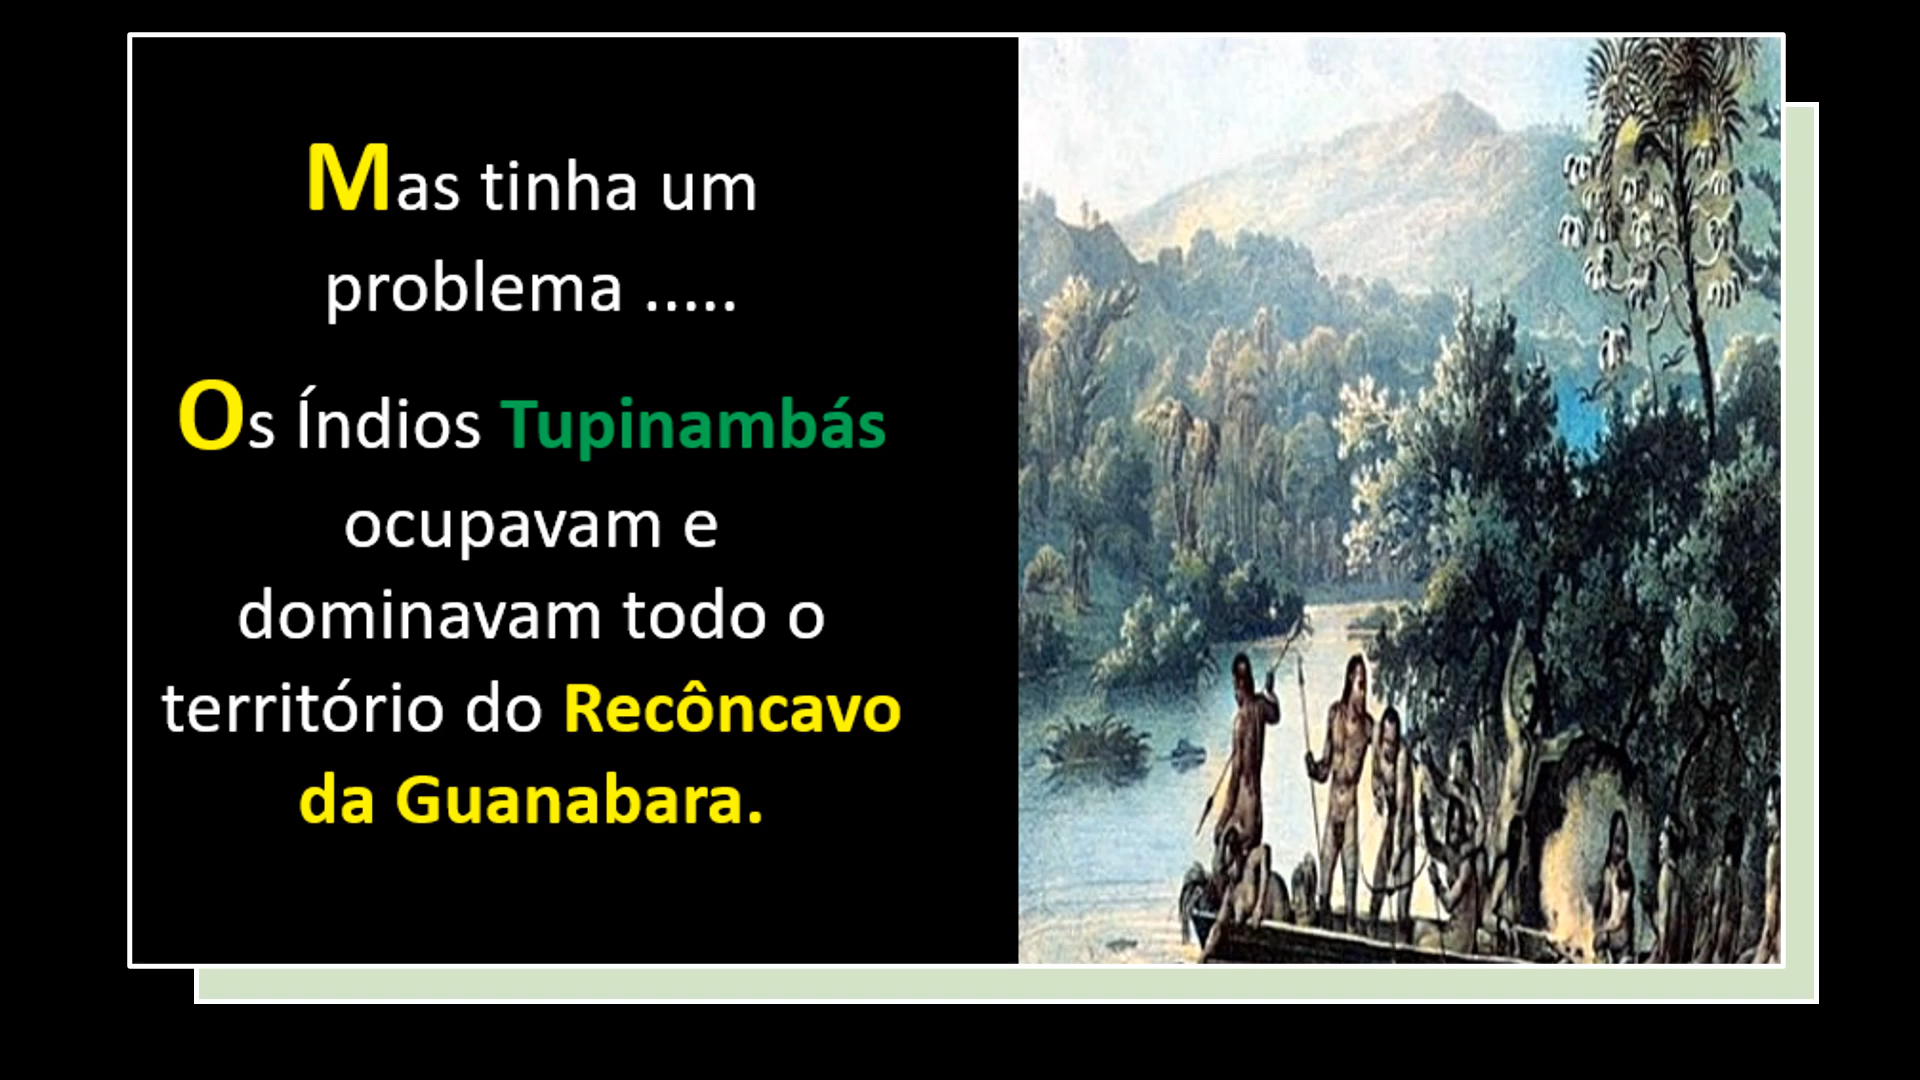 Mas tinha um
problema .....
Os Índios Tupinambás
ocupavam e
dominavam todo o
território do Recôncavo
da Guanabara.